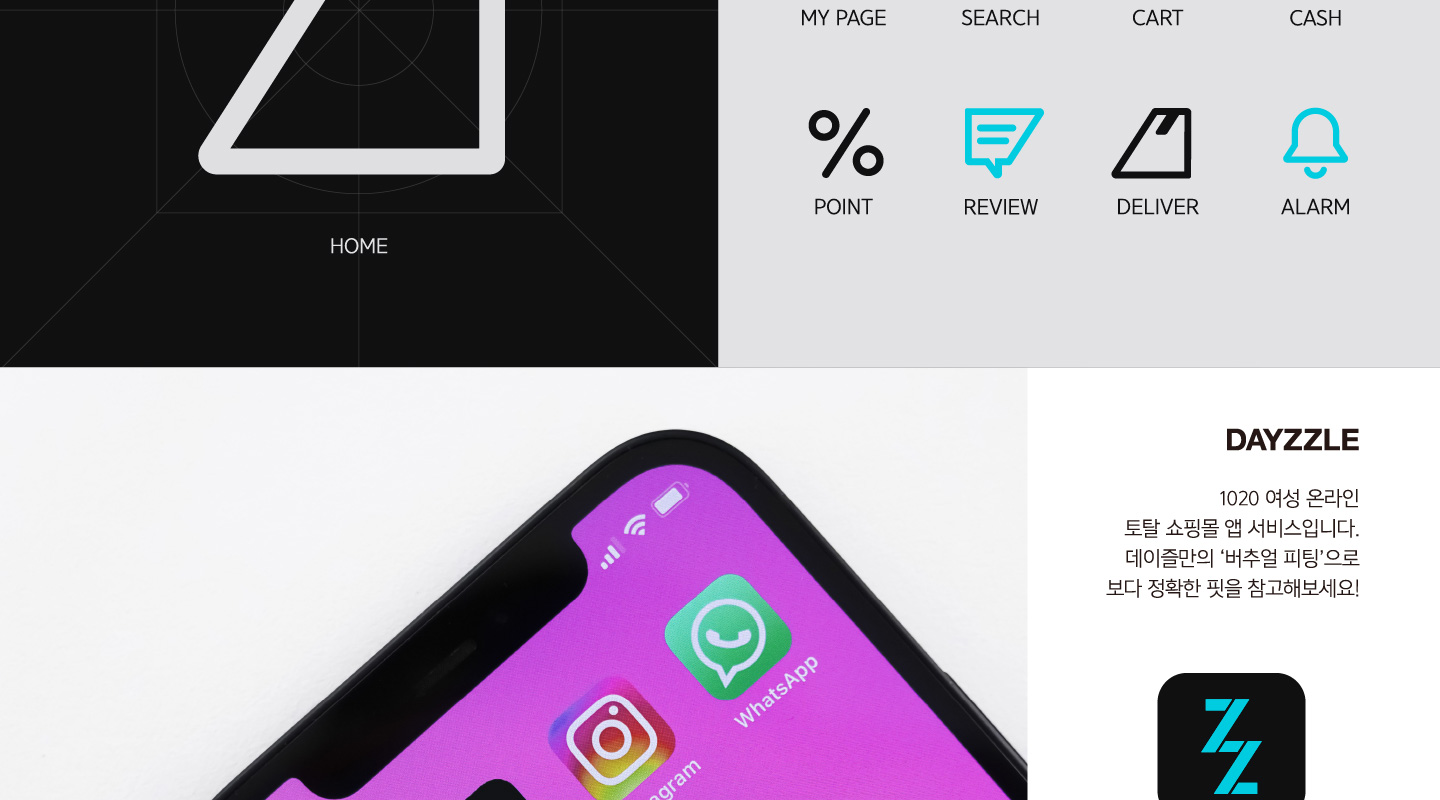 MY PAGE
SEARCH
CART
CASH
POINT
REVIEW
DELIVER
ALARM
HOME
DAYZZLE
1020 여성 온라인
토탈 쇼핑몰 앱 서비스입니다.
데이즐만의 ‘버추얼 피팅’으로
보다 정확한 핏을 참고해보세요!
WhatsApp
agram